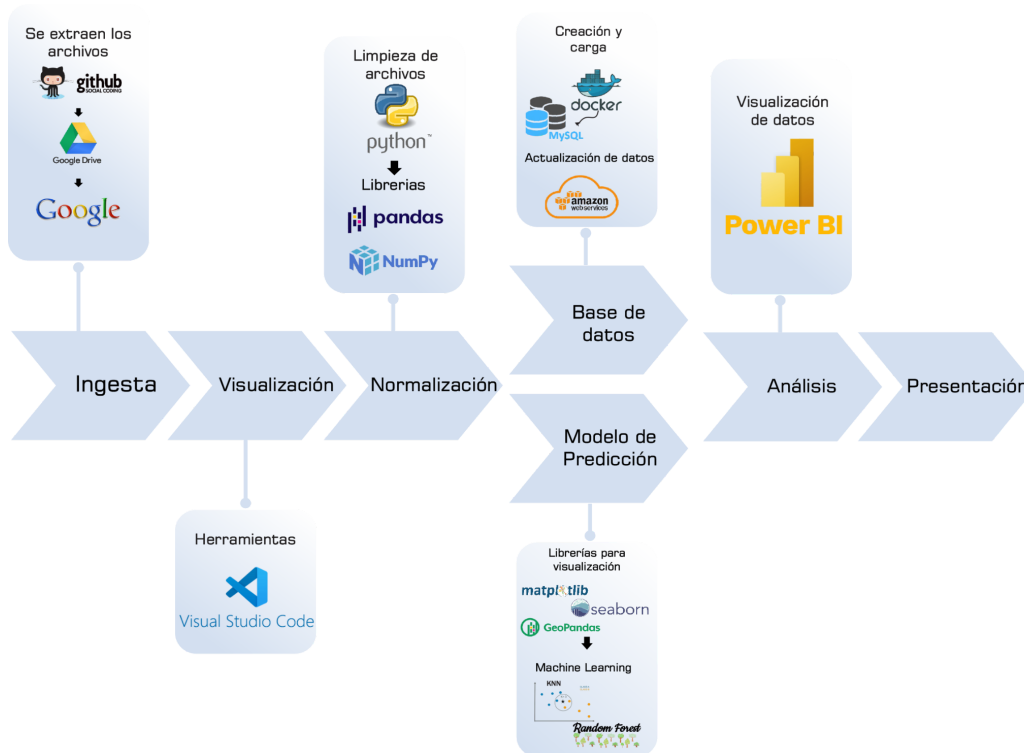 Se extraen los
archivos
github
SOCIAL CODING
Google Drive
Google
Ingesta
Visualización
Herramientas
Visual Studio Code
Limpieza de
archivos
python™
Librerias
pandas
NumPy
Normalización
Creación y
carga
docker
MySQL
Actualización de datos
amazon
webservices
Base de
datos
Modelo de
Predicción
Librerías para
visualización
matplotlib
seaborn
GeoPandas
Machine Learning
KNN
Random Forest
Visualización
de datos
Power BI
Análisis
Presentación